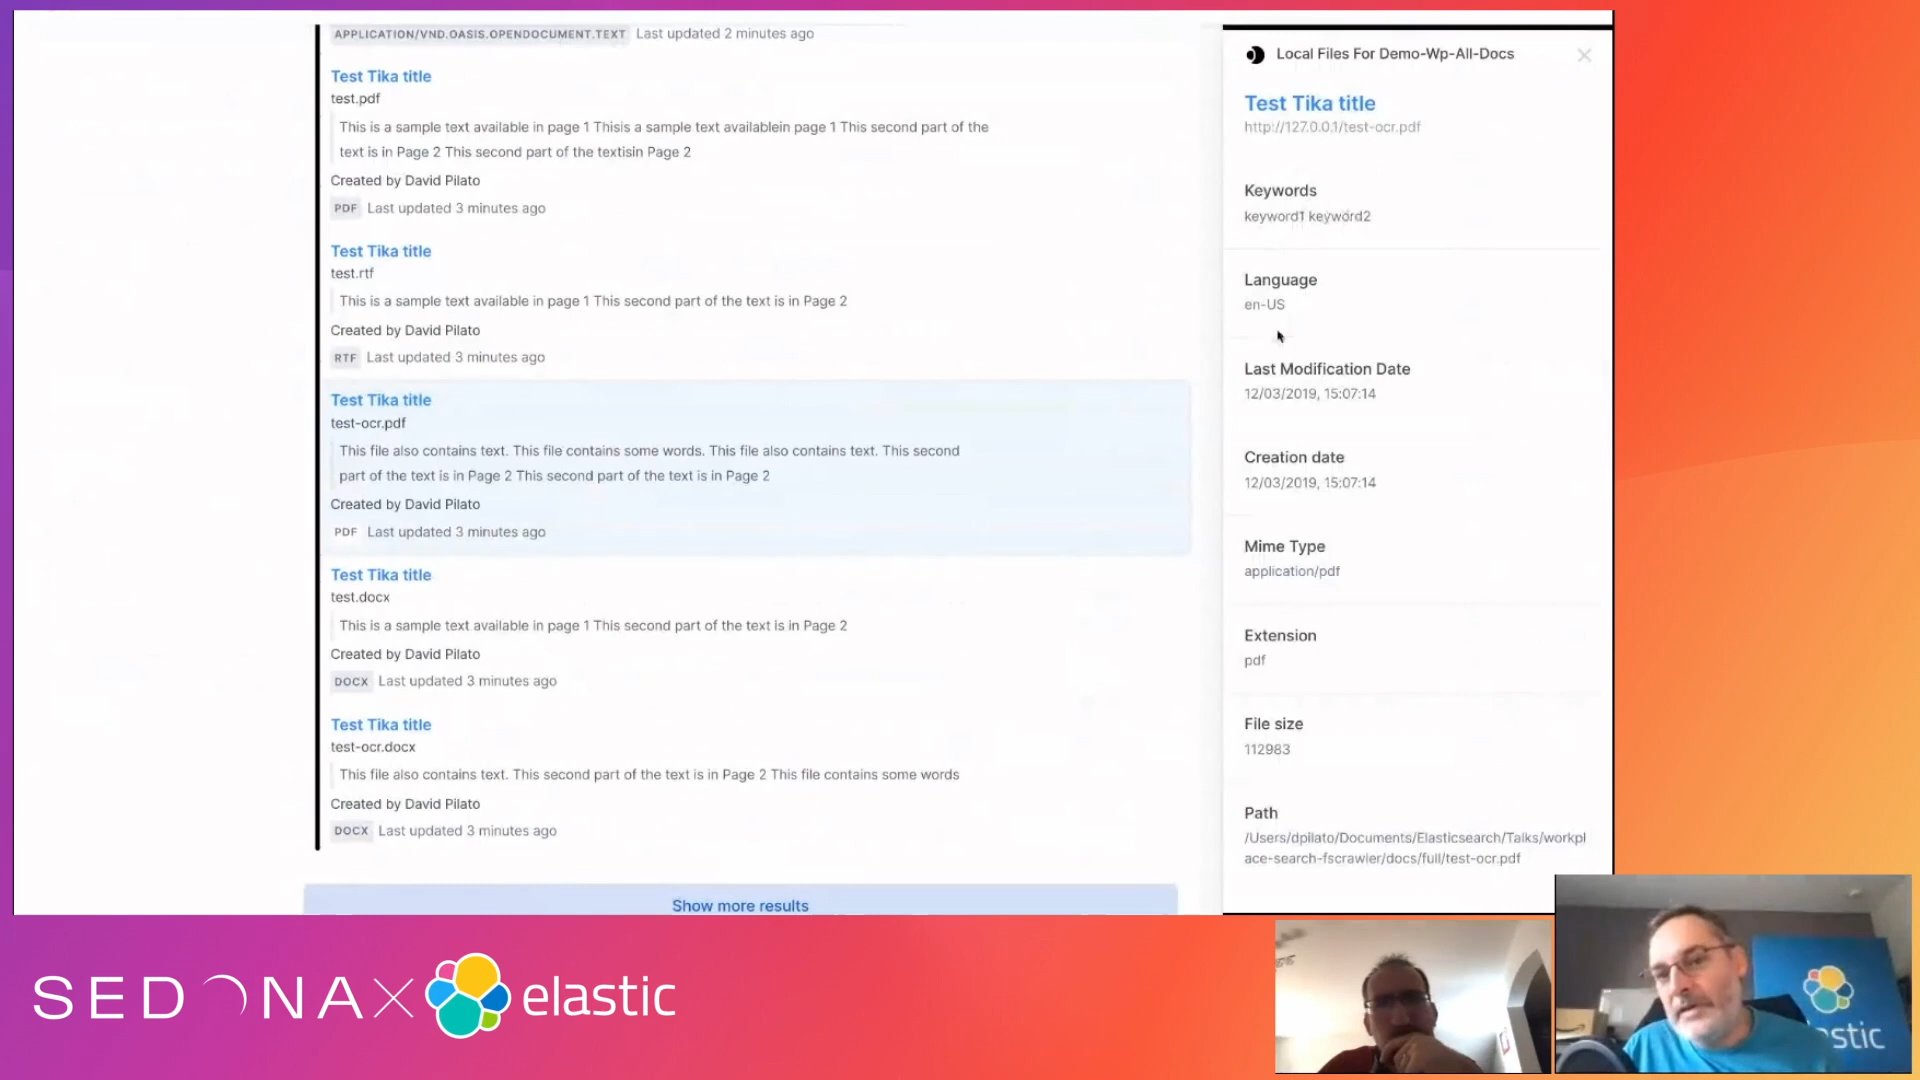 APPLICATION/VND.OASIS.OPENDOCUMENT.TEXT Last updated 2 minutes ago
Test Tika title
test.pdf
This is a sample text available in page 1 Thisis a sample text availablein page 1 This second part of the
text is in Page 2 This second part of the textisin Page 2
Created by David Pilato
PDF Last updated 3 minutes ago
Test Tika title
test.rtf
This is a sample text available in page 1 This second part of the text is in Page 2
Created by David Pilato
RTF Last updated 3 minutes ago
Test Tika title
test-ocr.pdf
This file also contains text. This file contains some words. This file also contains text. This second
part of the text is in Page 2 This second part of the text is in Page 2
Created by David Pilato
PDF Last updated 3 minutes ago
Test Tika title
test.docx
This is a sample text available in page 1 This second part of the text is in Page 2
Created by David Pilato
DOCX Last updated 3 minutes ago
Test Tika title
test-ocr.docx
This file also contains text. This second part of the text is in Page 2 This file contains some words
Created by David Pilato
DOCX Last updated 3 minutes ago
Show more results
Local Files For Demo-Wp-All-Docs
Test Tika title
http://127.0.0.1/test-ocr.pdf
Keywords
keyword1 keyword2
Language
en-US
Last Modification Date
12/03/2019, 15:07:14
Creation date
12/03/2019, 15:07:14
Mime Type
application/pdf
Extension
pdf
File size
112983
Path
/Users/dpilato/Documents/Elasticsearch/Talks/workpl
ace-search-fscrawler/docs/full/test-ocr.pdf
SEDONA X elastic
astic